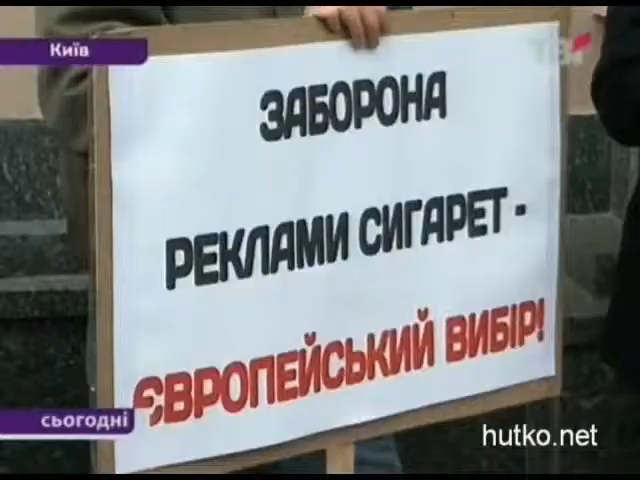 Київ
ЗАБОРОНА
РЕКЛАМИ СИГАРЕТ -
ЄВРОПЕЙСЬКИЙ ВИБІР!
сьогодні
hutko.net